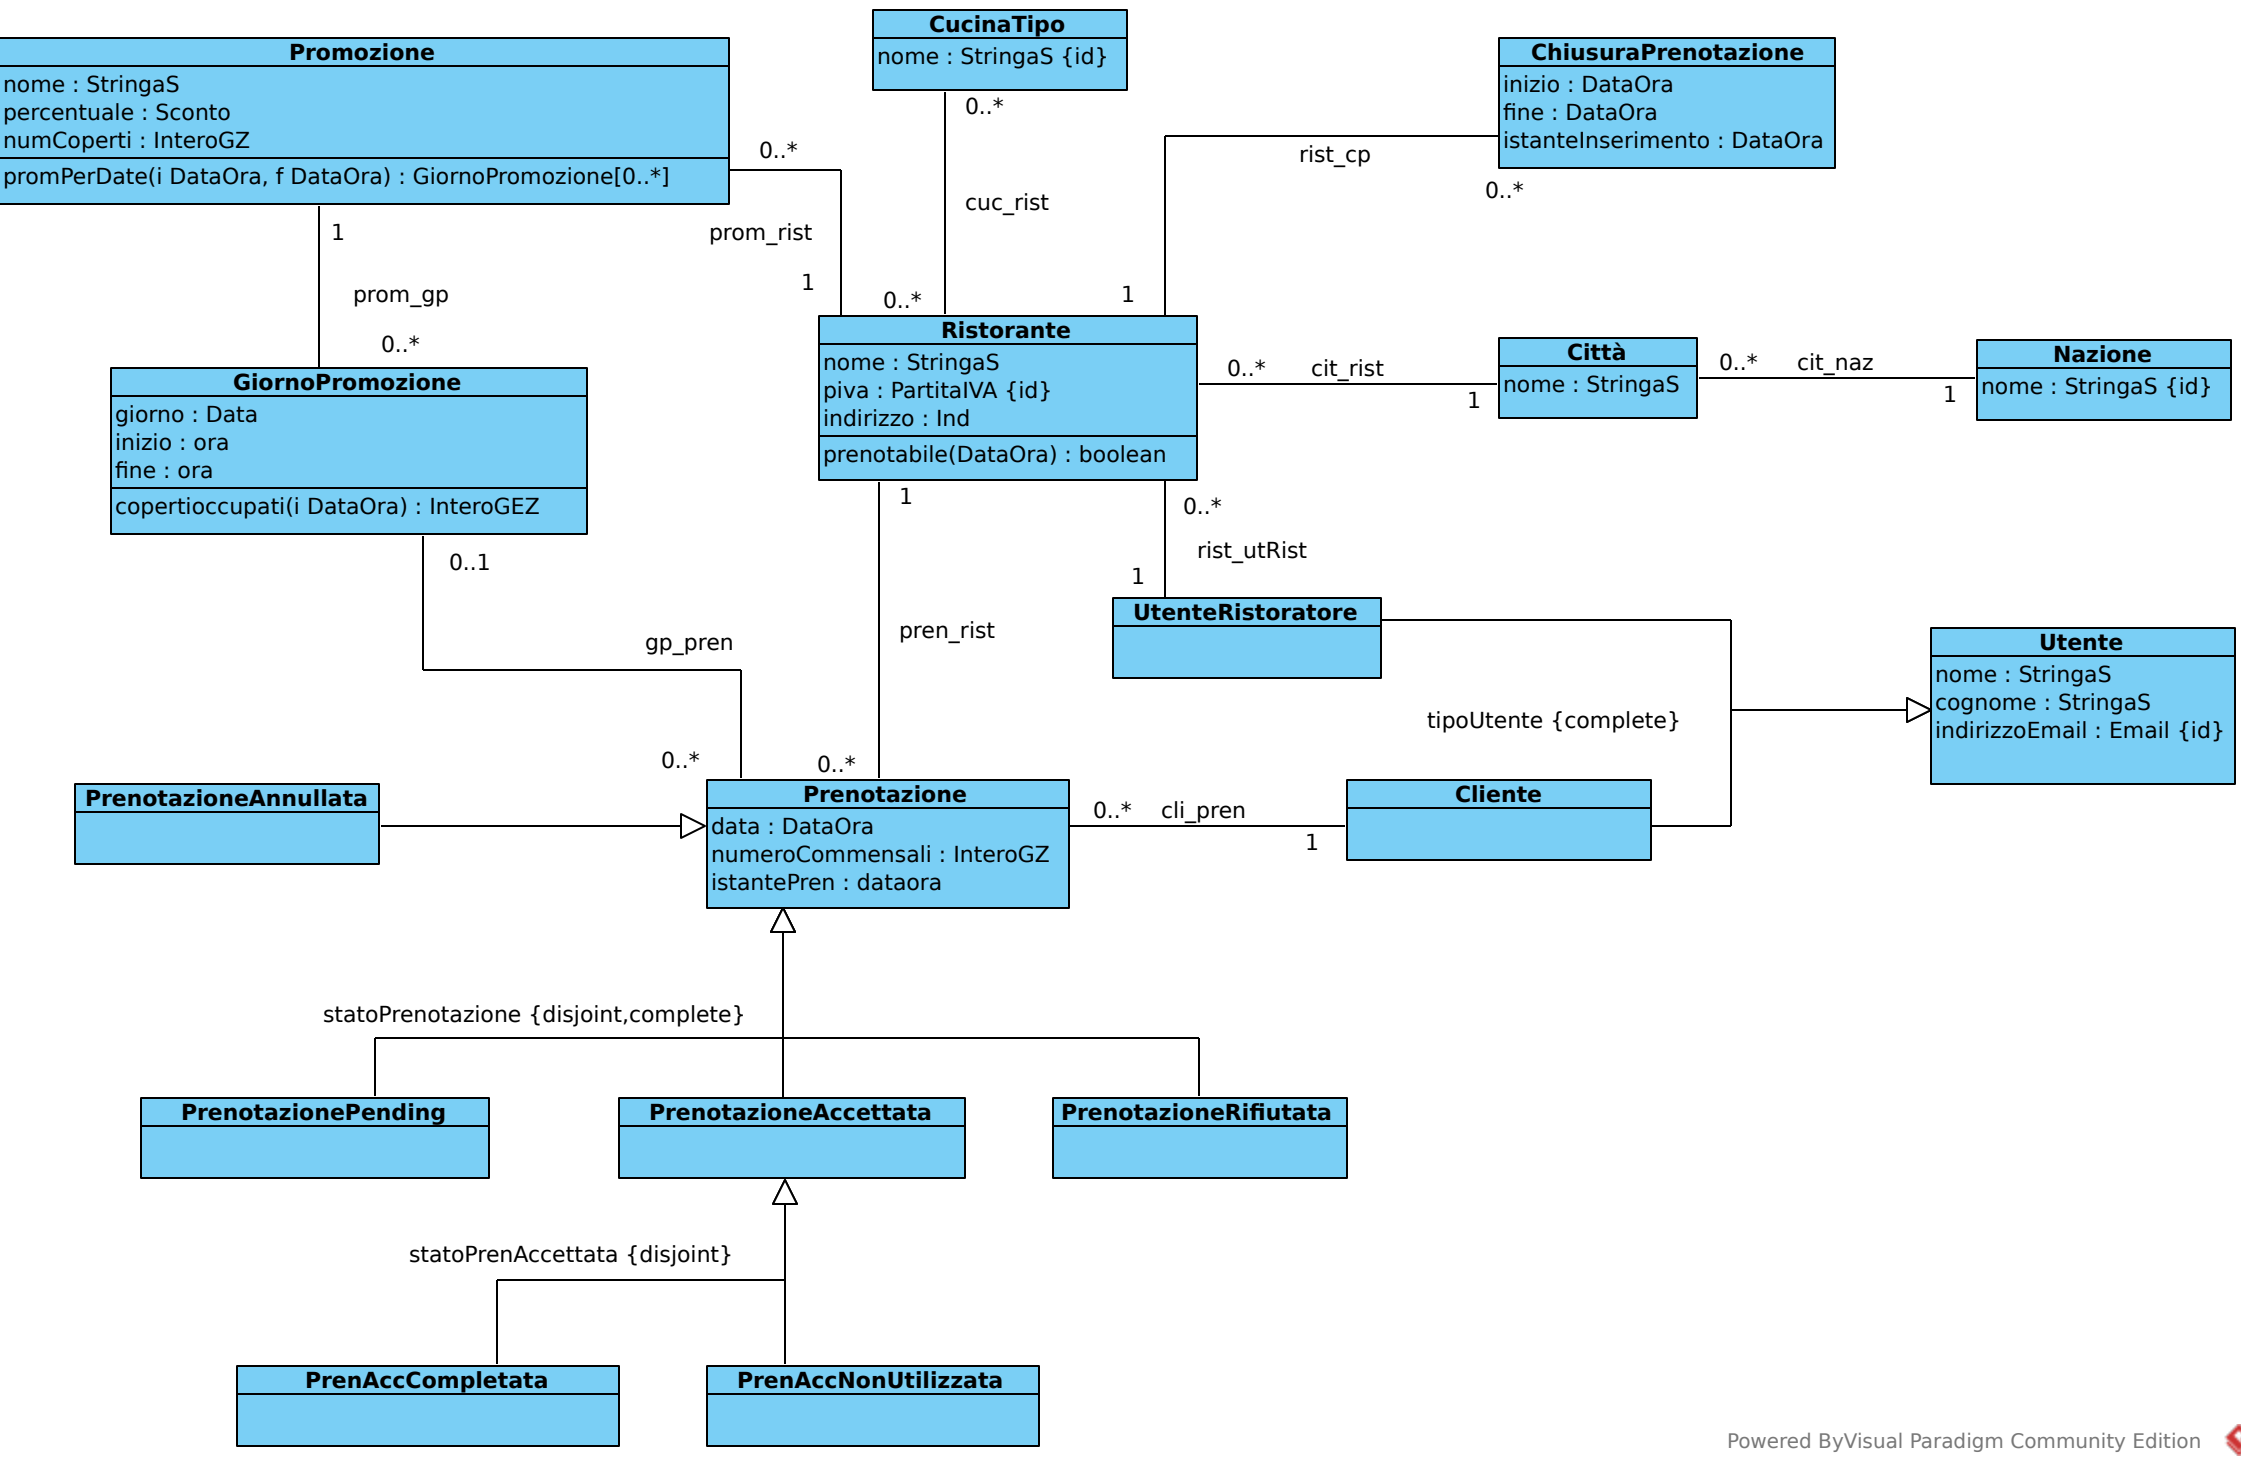 CucinaTipo
nome : StringaS {id}
Promozione
nome : StringaS
percentuale : Sconto
numCoperti : InteroGZ
promPerDate(i DataOra, f DataOra) : GiornoPromozione[0..*]
ChiusuraPrenotazione
inizio : DataOra
fine : DataOra
istanteInserimento : DataOra
0..*
0..*
rist_cp
0..*
cuc_rist
1
prom_rist
1
prom_gp
1
0..*
0..*
Ristorante
nome : StringaS
piva : PartitaIVA {id}
indirizzo : Ind
prenotabile(DataOra) : boolean
1
0..*
cit_rist
1
Città
nome : StringaS
0..*
cit_naz
1
Nazione
nome : StringaS {id}
GiornoPromozione
giorno : Data
inizio : ora
fine : ora
copertioccupati(i DataOra) : InteroGEZ
1
0..*
0..1
rist_utRist
1
UtenteRistoratore
pren_rist
gp_pren
Utente
nome : StringaS
cognome : StringaS
indirizzoEmail : Email {id}
tipoUtente {complete}
0..*
0..*
PrenotazioneAnnullata
Prenotazione
data : DataOra
numeroCommensali : InteroGZ
istantePren : dataora
0..*
cli_pren
1
Cliente
statoPrenotazione {disjoint,complete}
PrenotazionePending
PrenotazioneAccettata
PrenotazioneRifiutata
statoPrenAccettata {disjoint}
PrenAccCompletata
PrenAccNonUtilizzata
Powered ByVisual Paradigm Community Edition